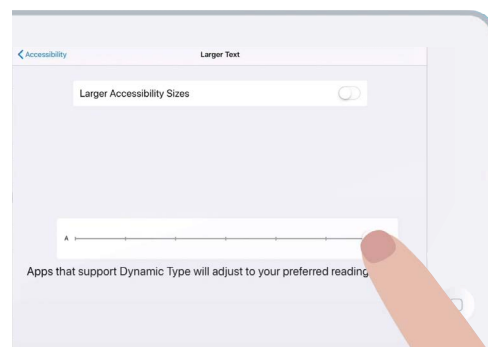 Accessibility
Larger Text
Larger Accessibility Sizes
A
Apps that support Dynamic Type will adjust to your preferred reading